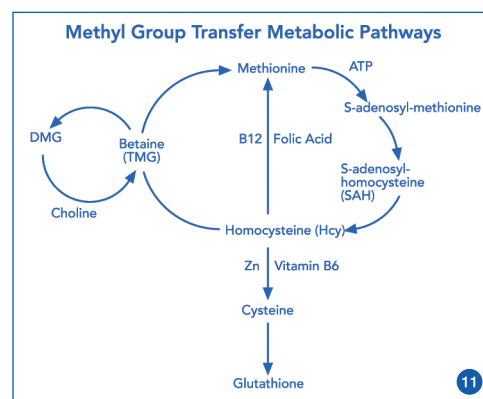 Methyl Group Transfer Metabolic Pathways
Methionine
ATP
S-adenosyl-methionine
DMG
Betaine
(TMG)
B12
Folic Acid
S-adenosyl-
homocysteine
(SAH)
Choline
Homocysteine (Hcy)
Zn
Vitamin B6
Cysteine
Glutathione
11